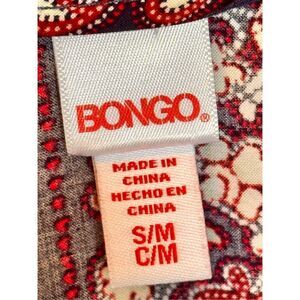 BONGO®
MADE IN
CHINA
HECHO EN
CHINA
S/M
C/M